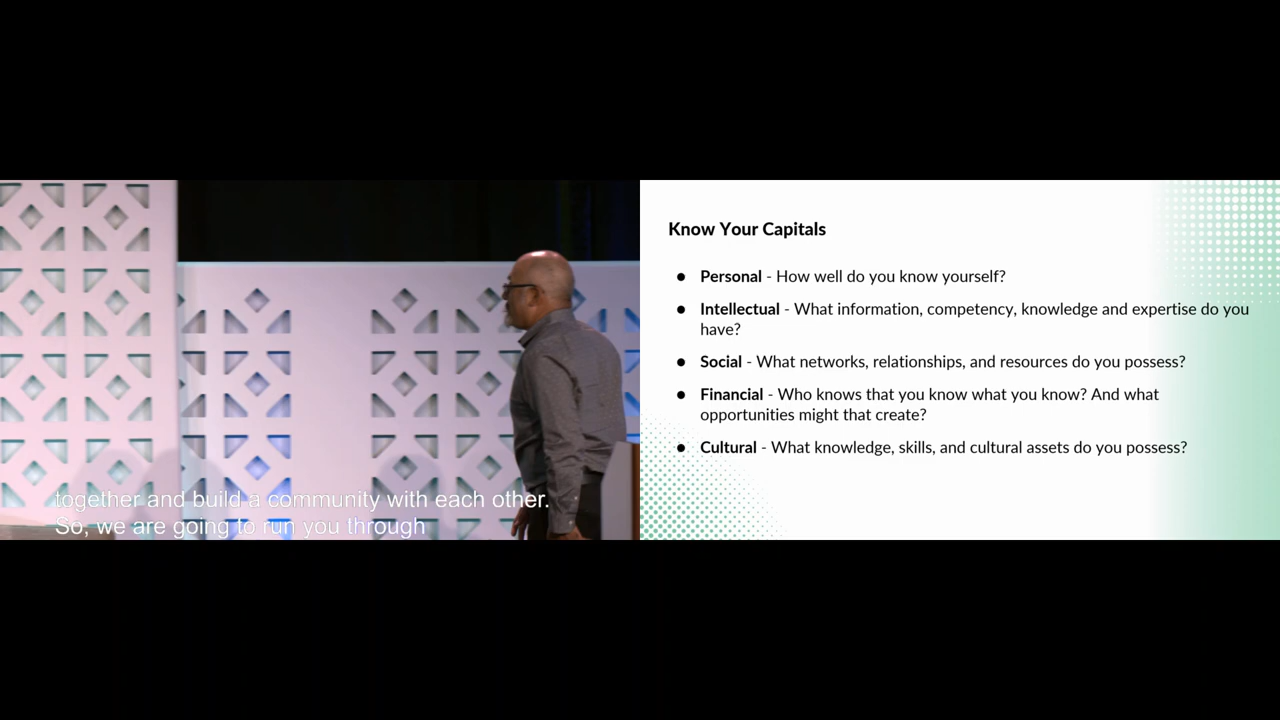 together and build a community with each other.
So, we are going to run you through
Know Your Capitals
● Personal - How well do you know yourself?
● Intellectual - What information, competency, knowledge and expertise do you
have?
● Social - What networks, relationships, and resources do you possess?
● Financial - Who knows that you know what you know? And what
opportunities might that create?
● Cultural - What knowledge, skills, and cultural assets do you possess?